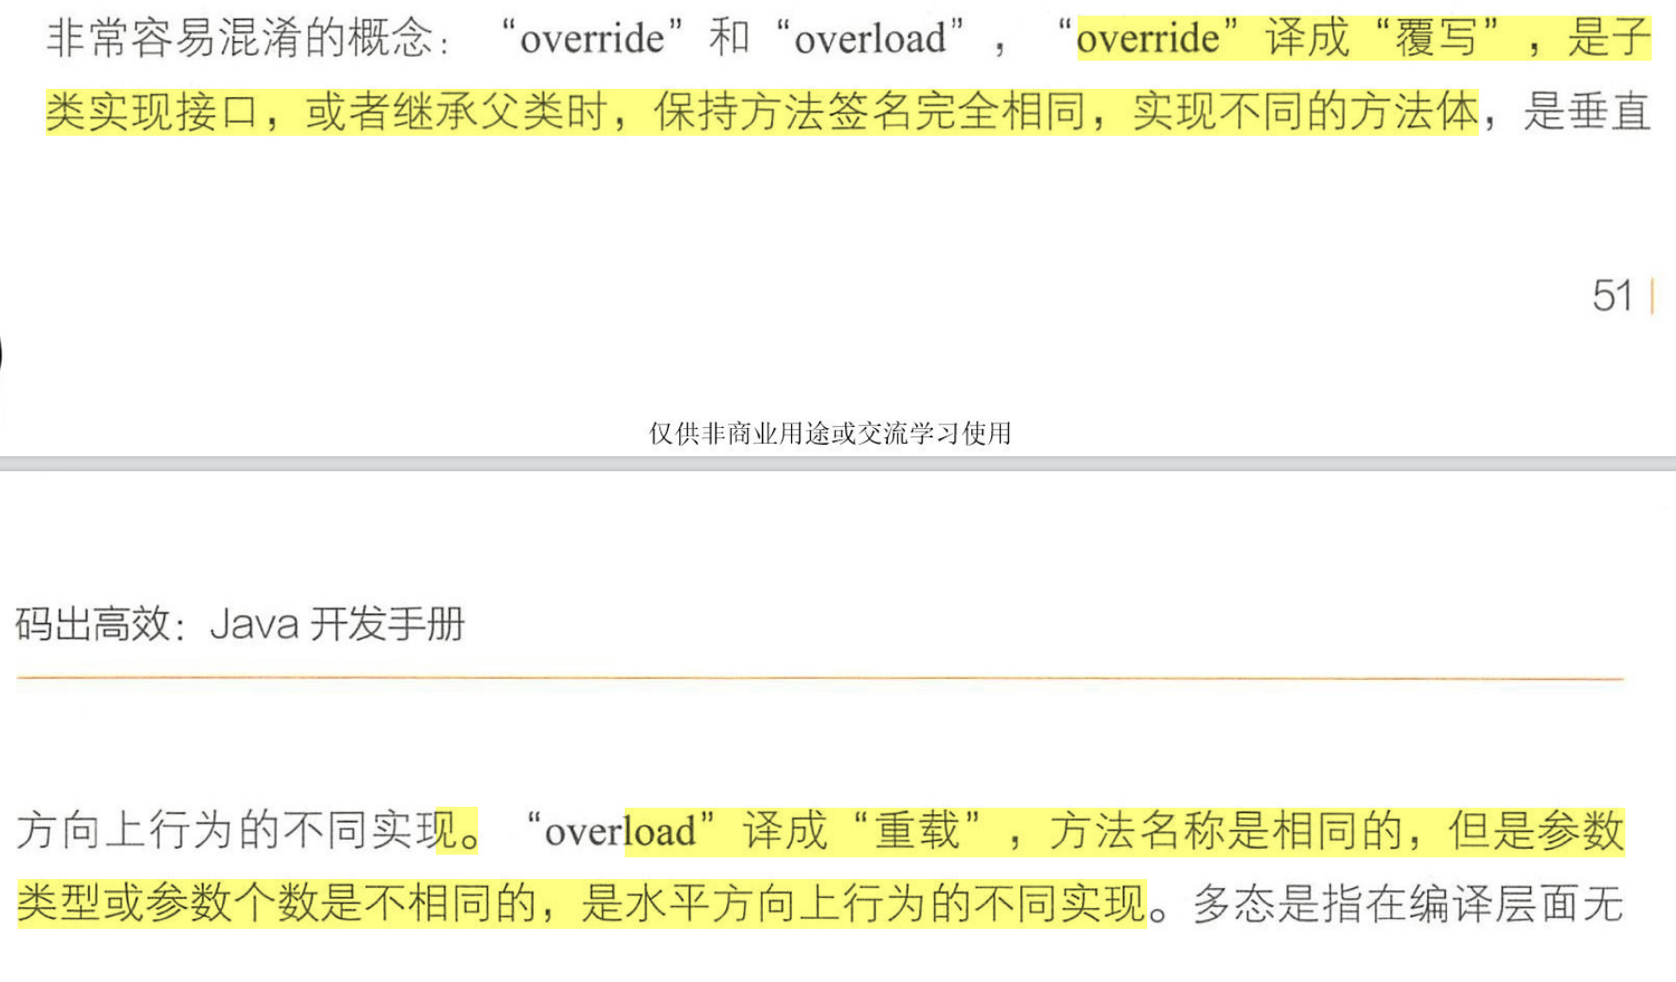 非常容易混淆的概念：“override”和“overload”，“override”译成“覆写”，是子
类实现接口，或者继承父类时，保持方法签名完全相同，实现不同的方法体，是垂直
51
仅供非商业用途或交流学习使用
码出高效：Java 开发手册
方向上行为的不同实现。“overload”译成“重载”，方法名称是相同的，但是参数
类型或参数个数是不相同的，是水平方向上行为的不同实现。多态是指在编译层面无